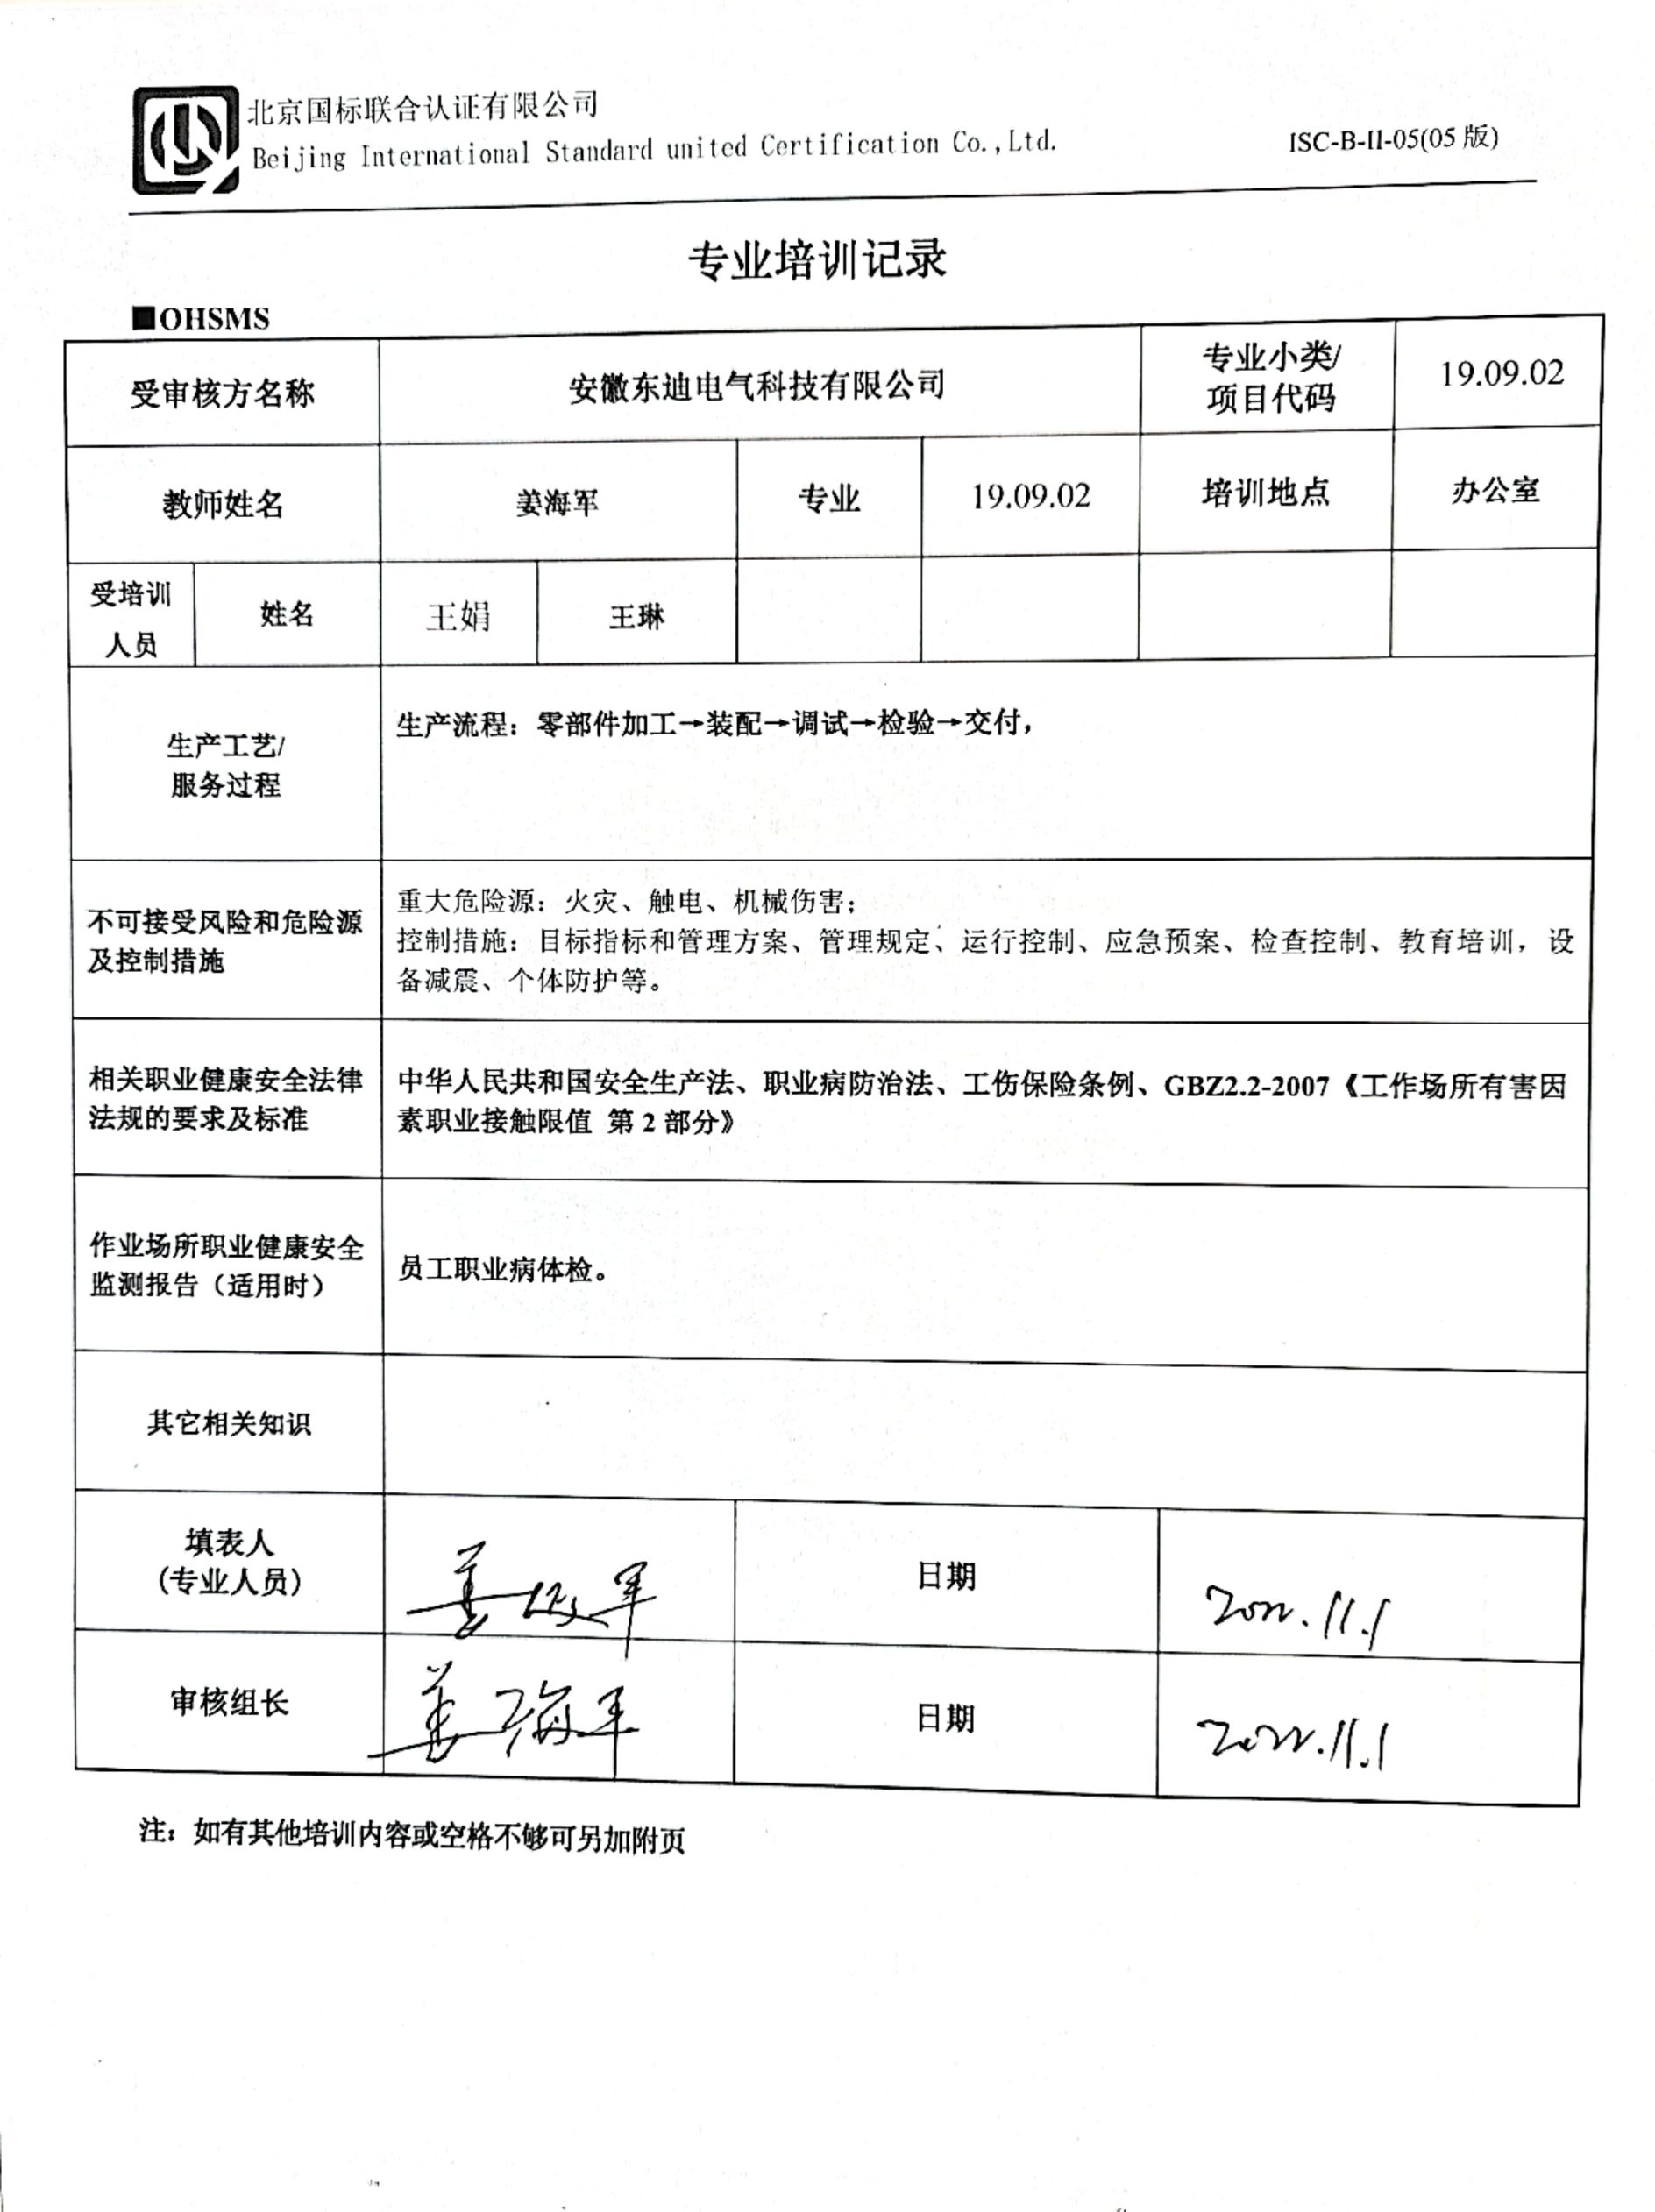 北京国标联合认证有限公司
Beijing International Standard united Certification Co.,Ltd.
ISC-B-II-05(05 版)
专业培训记录
■OHSMS
受审核方名称
安徽东迪电气科技有限公司
专业小类/
项目代码
19.09.02
教师姓名
姜海军
专业
19.09.02
培训地点
办公室
受培训
人员
姓名
王娟
王琳
生产工艺/
服务过程
生产流程：零部件加工→装配→调试→检验→交付，
不可接受风险和危险源
及控制措施
重大危险源：火灾、触电、机械伤害；
控制措施：目标指标和管理方案、管理规定、运行控制、应急预案、检查控制、教育培训，设
备减震、个体防护等。
相关职业健康安全法律
法规的要求及标准
中华人民共和国安全生产法、职业病防治法、工伤保险条例、GBZ2.2-2007《工作场所有害因
素职业接触限值 第 2 部分》
作业场所职业健康安全
监测报告（适用时）
员工职业病体检。
其它相关知识
填表人
(专业人员)
姜海军
日期
2022.11.1
审核组长
姜海军
日期
2022.11.1
注：如有其他培训内容或空格不够可另加附页